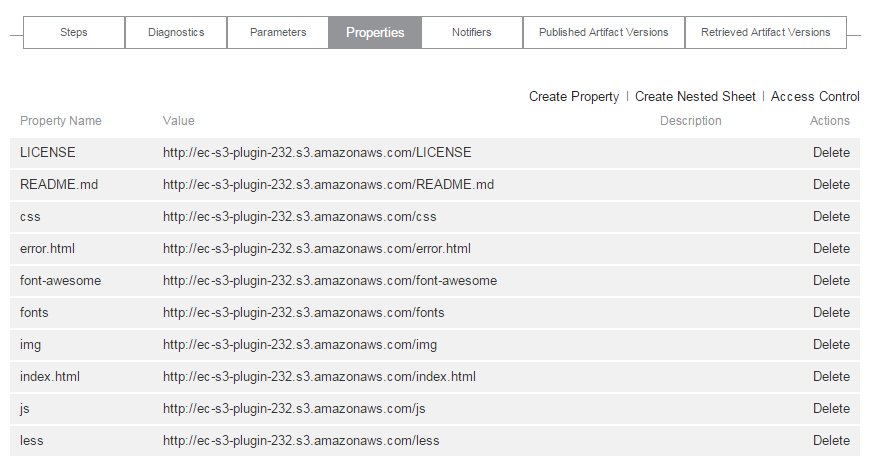 Steps Diagnostics Parameters Properties Notifiers Published Artifact Versions Retrieved Artifact Versions
Create Property | Create Nested Sheet | Access Control
Property Name Value Description Actions
LICENSE http://ec-s3-plugin-232.s3.amazonaws.com/LICENSE Delete
README.md http://ec-s3-plugin-232.s3.amazonaws.com/README.md Delete
css http://ec-s3-plugin-232.s3.amazonaws.com/css Delete
error.html http://ec-s3-plugin-232.s3.amazonaws.com/error.html Delete
font-awesome http://ec-s3-plugin-232.s3.amazonaws.com/font-awesome Delete
fonts http://ec-s3-plugin-232.s3.amazonaws.com/fonts Delete
img http://ec-s3-plugin-232.s3.amazonaws.com/img Delete
index.html http://ec-s3-plugin-232.s3.amazonaws.com/index.html Delete
js http://ec-s3-plugin-232.s3.amazonaws.com/js Delete
less http://ec-s3-plugin-232.s3.amazonaws.com/less Delete